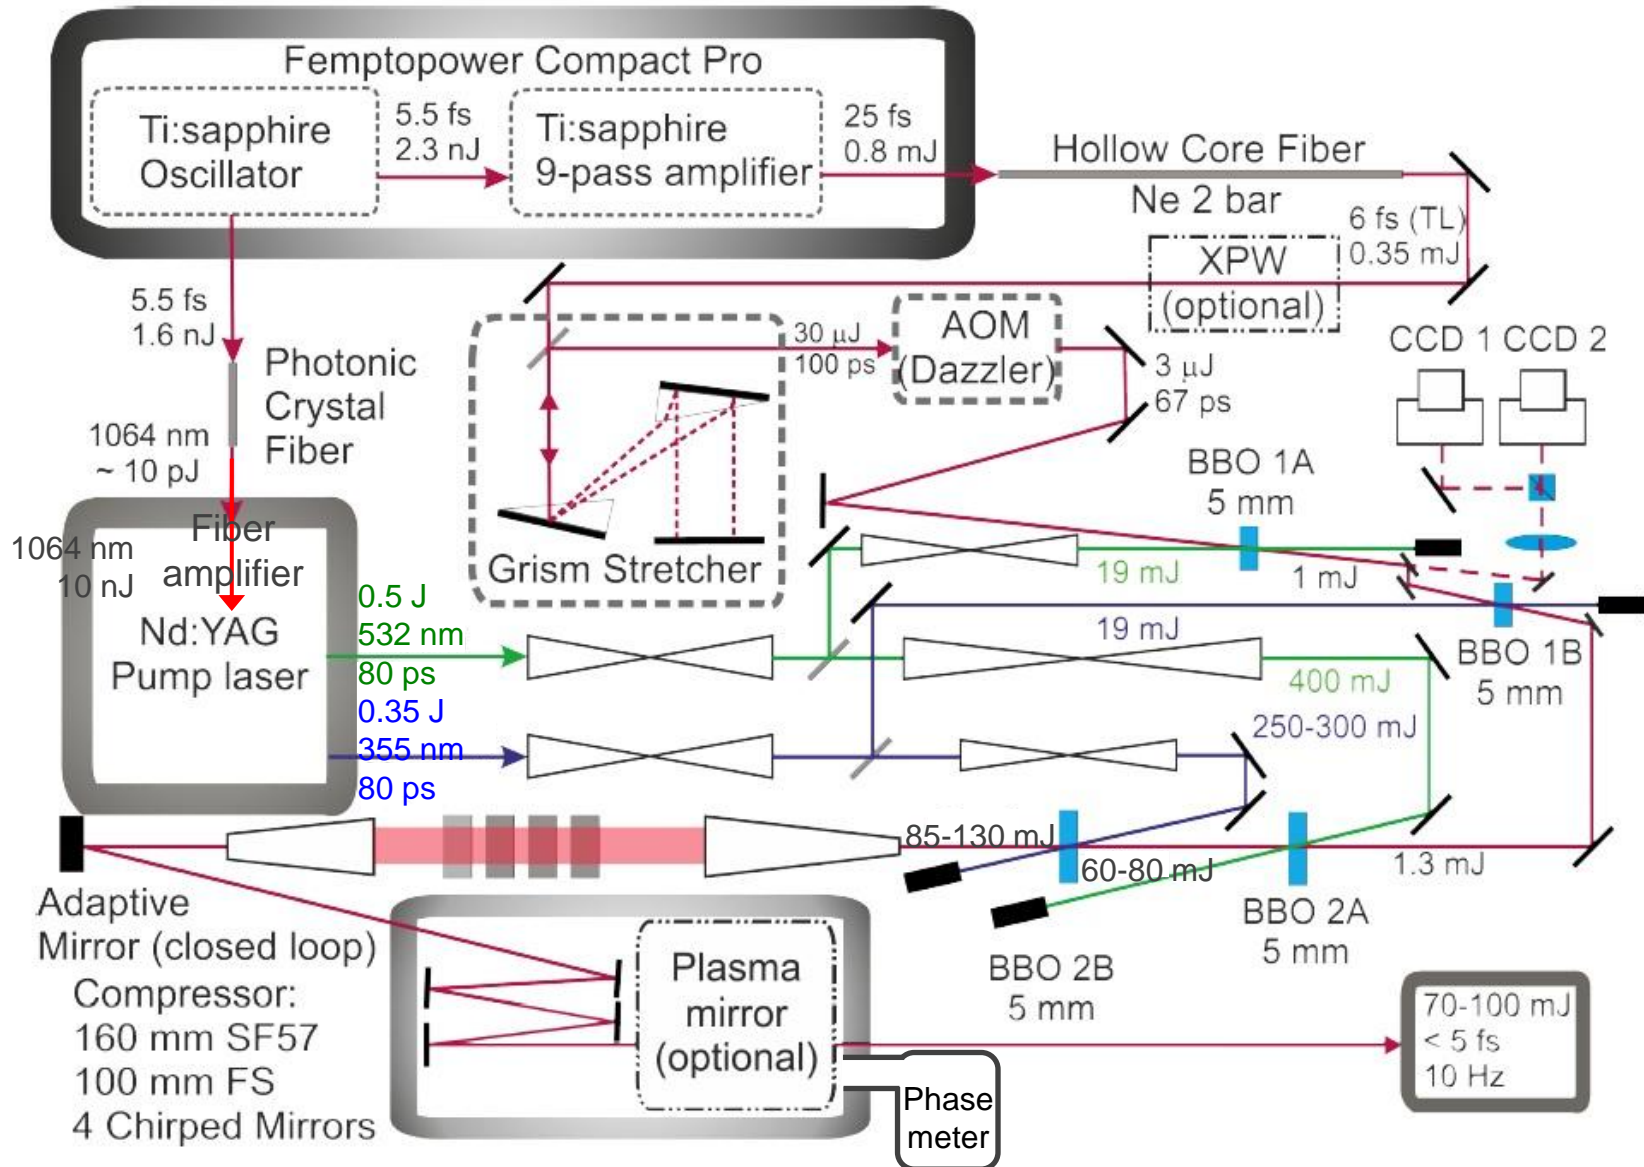 Femptopower Compact Pro
Ti:sapphire
Oscillator
5.5 fs
2.3 nJ
Ti:sapphire
9-pass amplifier
25 fs
0.8 mJ
Hollow Core Fiber
Ne 2 bar
6 fs (TL)
0.35 mJ
XPW
(optional)
5.5 fs
1.6 nJ
Photonic
Crystal
Fiber
1064 nm
~ 10 pJ
30 µJ
100 ps
AOM
(Dazzler)
3 µJ
67 ps
CCD 1 CCD 2
Grism Stretcher
BBO 1A
5 mm
19 mJ
1 mJ
Fiber
amplifier
1064 nm
10 nJ
Nd:YAG
Pump laser
0.5 J
532 nm
80 ps
0.35 J
355 nm
80 ps
19 mJ
BBO 1B
5 mm
400 mJ
250-300 mJ
85-130 mJ
60-80 mJ
1.3 mJ
BBO 2A
5 mm
BBO 2B
5 mm
Adaptive
Mirror (closed loop)
Compressor:
160 mm SF57
100 mm FS
4 Chirped Mirrors
Plasma
mirror
(optional)
Phase
meter
70-100 mJ
< 5 fs
10 Hz